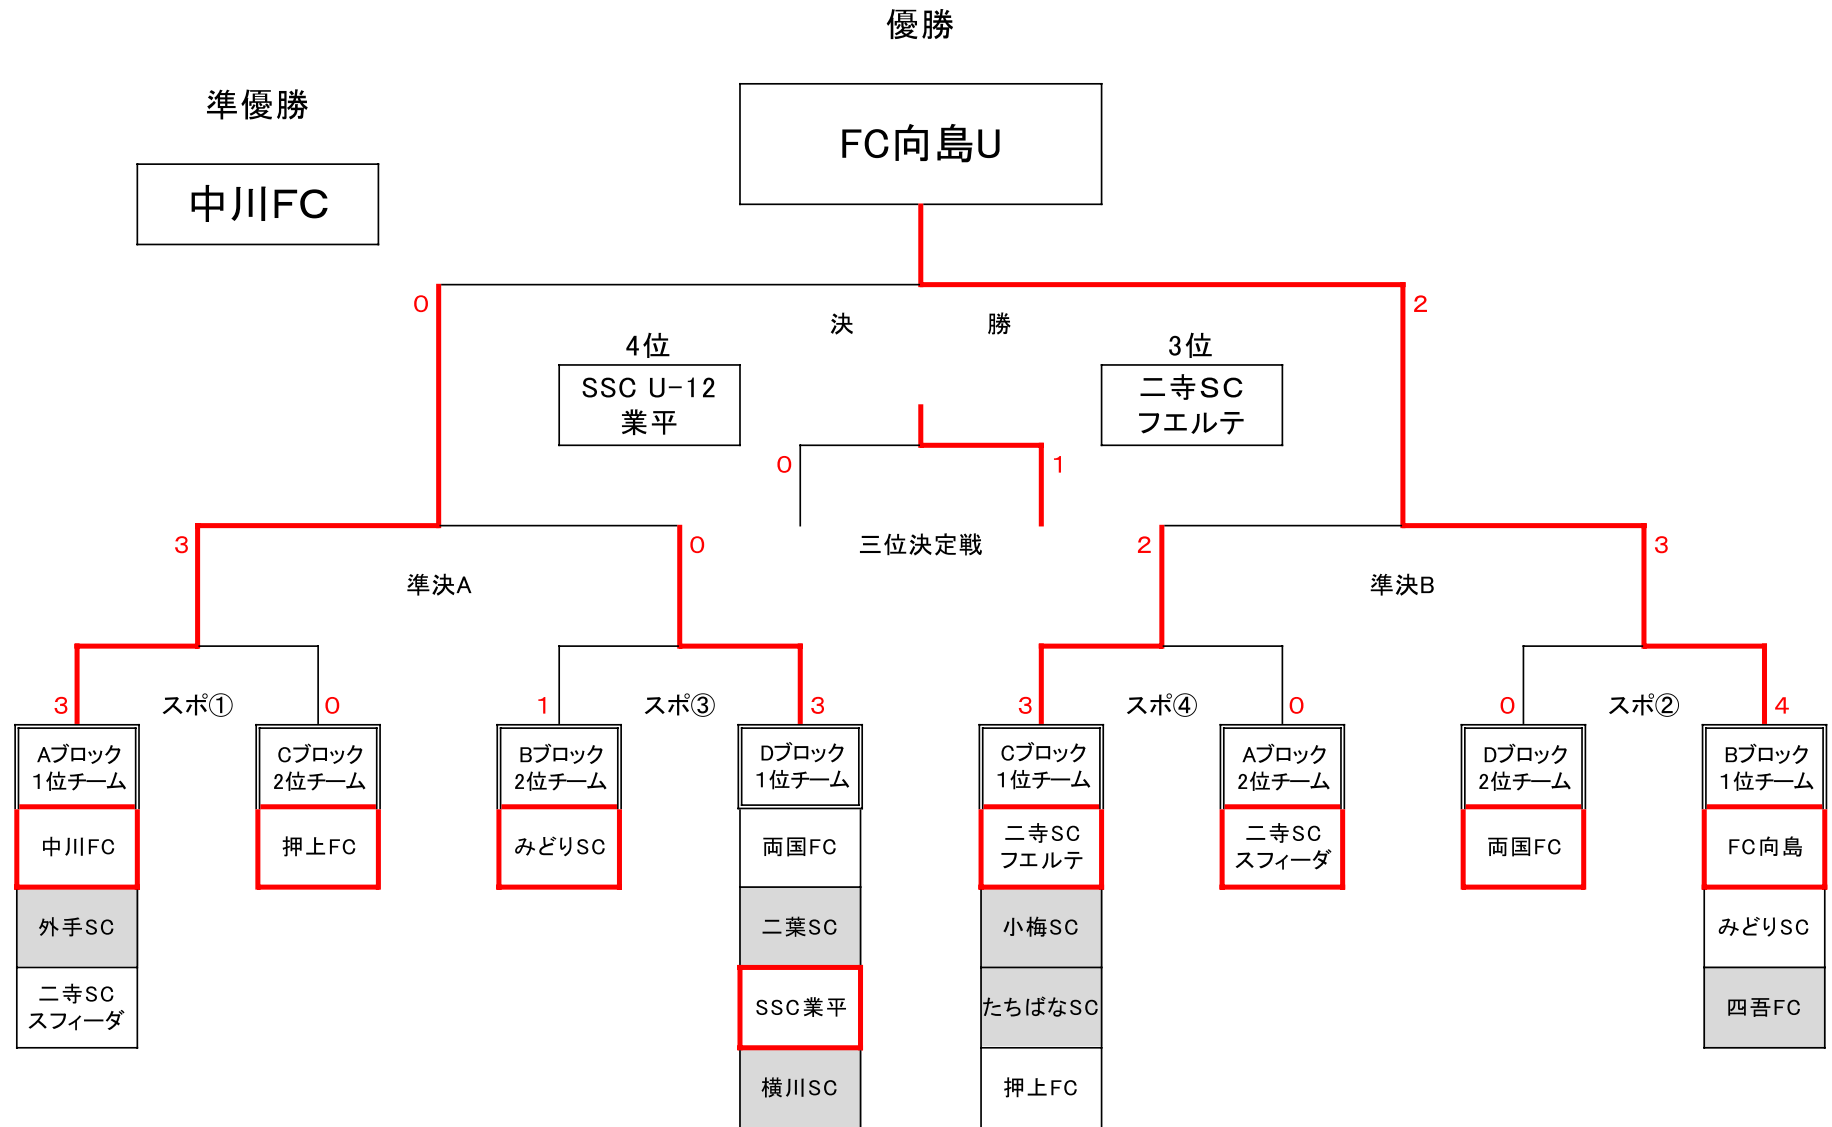 優勝
準優勝
FC向島U
中川FC
0
2
決 勝
4位
3位
SSC U-12
業平
二寺SC
フエルテ
0
1
3
0
三位決定戦
2
3
準決A
準決B
3
スポ①
0
1
スポ③
3
3
スポ④
0
0
スポ②
4
Aブロック
1位チーム
Cブロック
2位チーム
Bブロック
2位チーム
Dブロック
1位チーム
Cブロック
1位チーム
Aブロック
2位チーム
Dブロック
2位チーム
Bブロック
1位チーム
中川FC
押上FC
みどりSC
両国FC
二寺SC
フエルテ
二寺SC
スフィーダ
両国FC
FC向島
外手SC
二葉SC
小梅SC
みどりSC
二寺SC
スフィーダ
SSC業平
たちばなSC
四吾FC
横川SC
押上FC